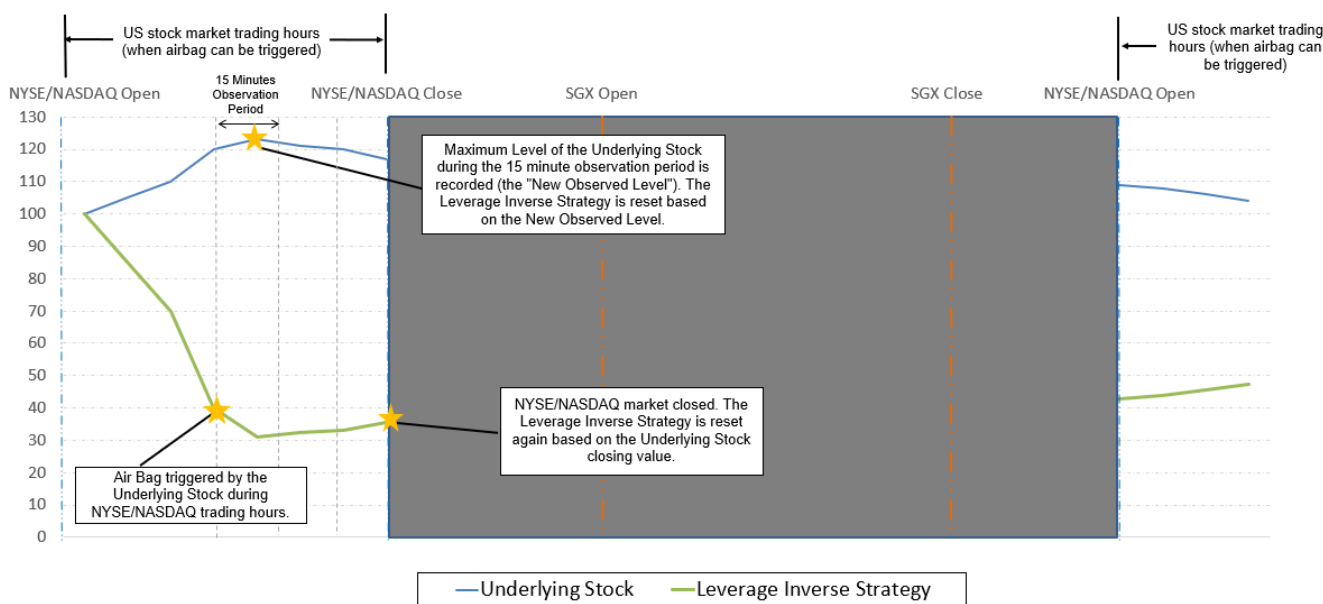 US stock market trading hours
(when airbag can be triggered)
US stock market trading
hours (when airbag can
be triggered)
15 Minutes
Observation
Period
NYSE/NASDAQ Open
NYSE/NASDAQ Close
SGX Open
SGX Close
NYSE/NASDAQ Open
130
120
110
100
90
80
70
60
50
40
30
20
10
0
Maximum Level of the Underlying Stock
during the 15 minute observation period is
recorded (the "New Observed Level"). The
Leverage Inverse Strategy is reset based
on the New Observed Level.
NYSE/NASDAQ market closed. The
Leverage Inverse Strategy is reset
again based on the Underlying Stock
closing value.
Air Bag triggered by the
Underlying Stock during
NYSE/NASDAQ trading hours.
Underlying Stock
Leverage Inverse Strategy